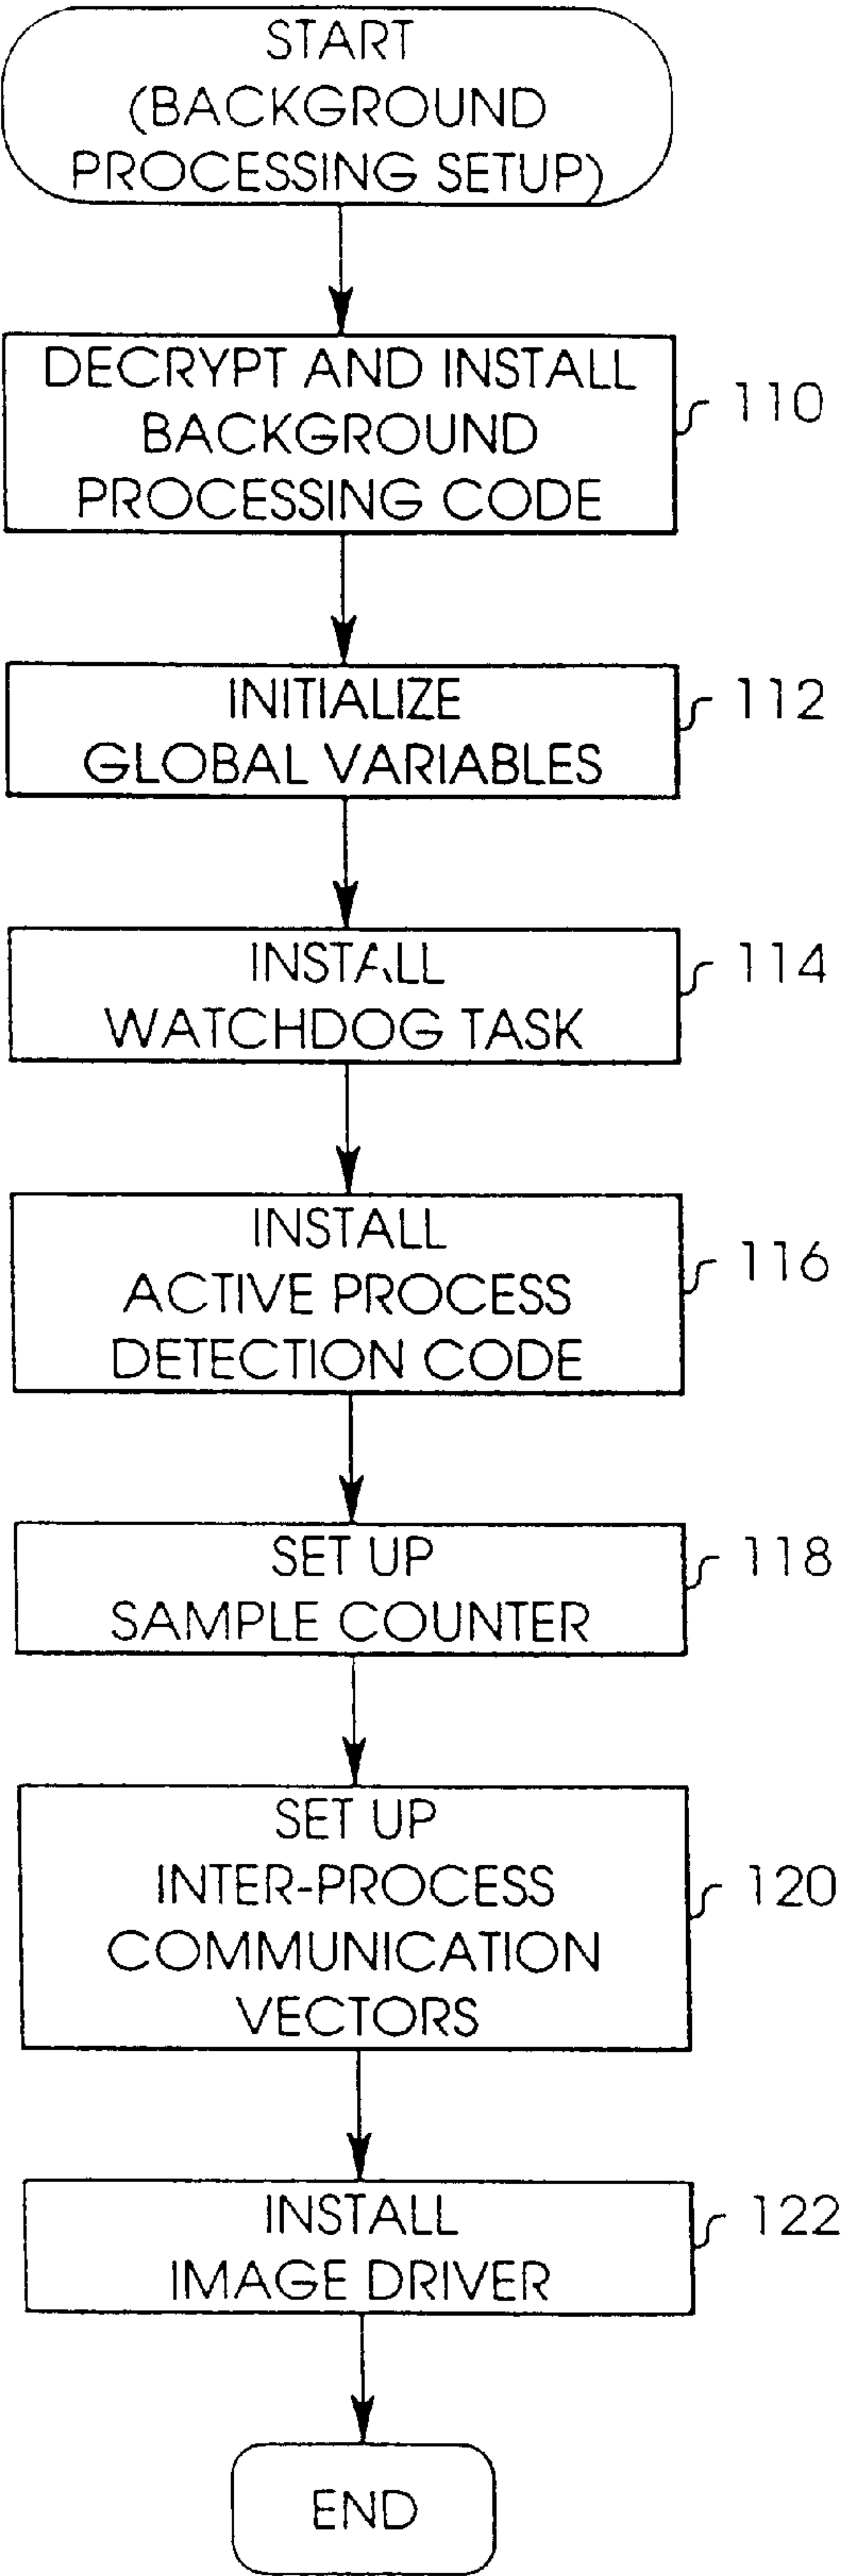 START
(BACKGROUND
PROCESSING SETUP)
DECRYPT AND INSTALL
BACKGROUND
PROCESSING CODE
110
INITIALIZE
GLOBAL VARIABLES
112
INSTALL
WATCHDOG TASK
114
INSTALL
ACTIVE PROCESS
DETECTION CODE
116
SET UP
SAMPLE COUNTER
118
SET UP
INTER-PROCESS
COMMUNICATION
VECTORS
120
INSTALL
IMAGE DRIVER
122
END